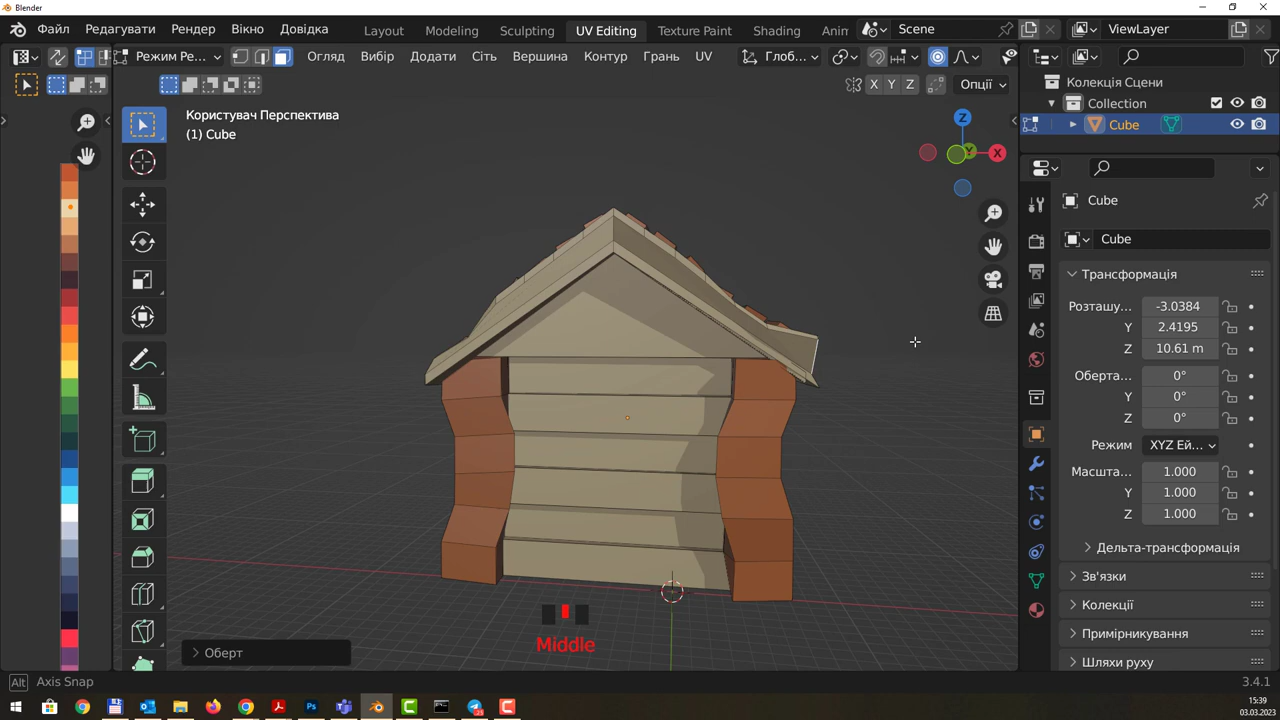 Blender
Файл Редагувати Рендер Вікно Довідка Layout Modeling Sculpting UV Editing Texture Paint Shading Anim Scene ViewLayer
Режим Ре... Огляд Вибір Додати Сіть Вершина Контур Грань UV Глоб...
X Y Z Опції
Користувач Перспектива
(1) Cube
Z
Y
X
Колекція Сцени
Collection
Cube
Cube
Cube
Трансформація
Розташу... -3.0384
Y 2.4195
Z 10.61 m
Оберта... 0°
Y 0°
Z 0°
Режим XYZ Ей...
Масшта... 1.000
Y 1.000
Z 1.000
Дельта-трансформація
Зв'язки
Колекції
Примірникування
Шляхи руху
Middle
Оберт
Alt Axis Snap
3.4.1
15:39
03.03.2023